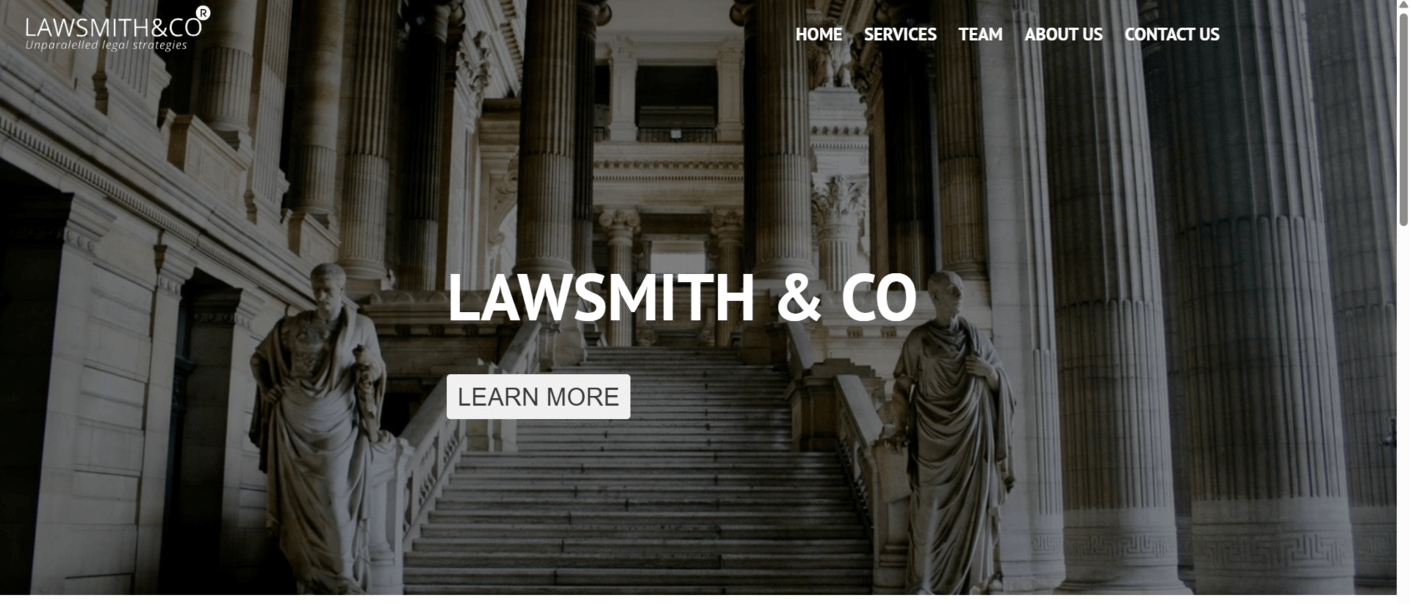 LAWSMITH&CO®
Unparalelled legal strategies
HOME SERVICES TEAM ABOUT US CONTACT US
LAWSMITH & CO
LEARN MORE